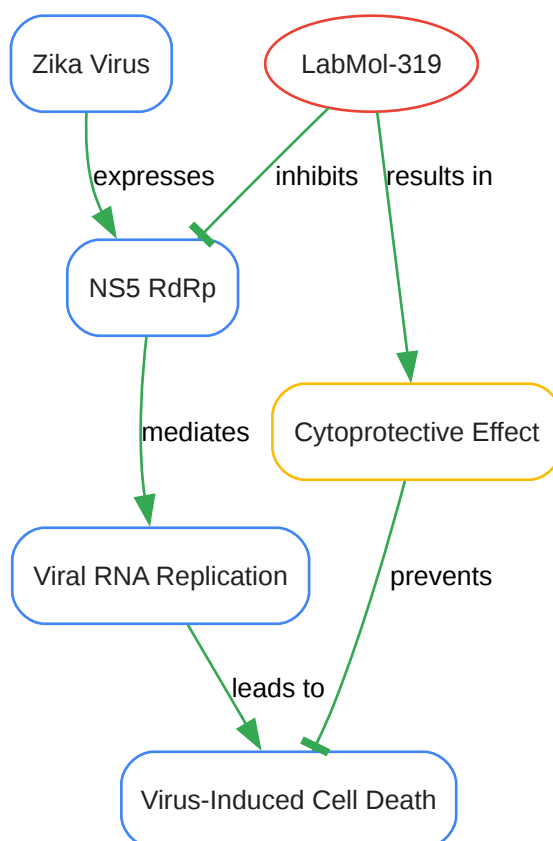 Zika Virus
LabMol-319
expresses
inhibits
results in
NS5 RdRp
mediates
Cytoprotective Effect
Viral RNA Replication
prevents
leads to
Virus-Induced Cell Death